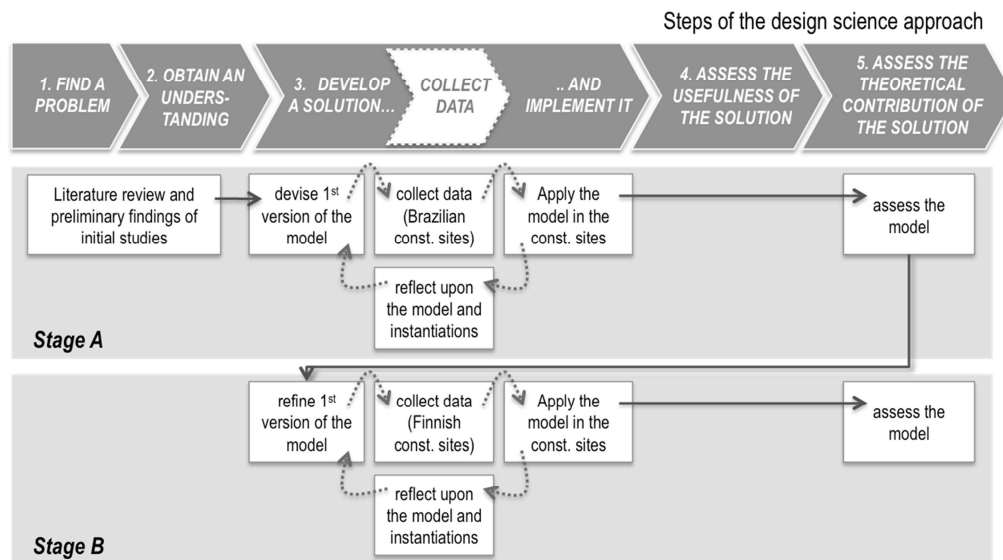 Steps of the design science approach
1. FIND A
PROBLEM
2. OBTAIN AN
UNDERS-
TANDING
3. DEVELOP
A SOLUTION...
COLLECT
DATA
.. AND
IMPLEMENT IT
4. ASSESS THE
USEFULNESS OF
THE SOLUTION
5. ASSESS THE
THEORETICAL
CONTRIBUTION OF
THE SOLUTION
Literature review and
preliminary findings of
initial studies
devise 1st
version of the
model
collect data
(Brazilian
const. sites)
Apply the
model in the
const. sites
assess the
model
reflect upon
the model and
instantiations
Stage A
refine 1st
version of the
model
collect data
(Finnish
const. sites)
Apply the
model in the
const. sites
assess the
model
reflect upon
the model and
instantiations
Stage B